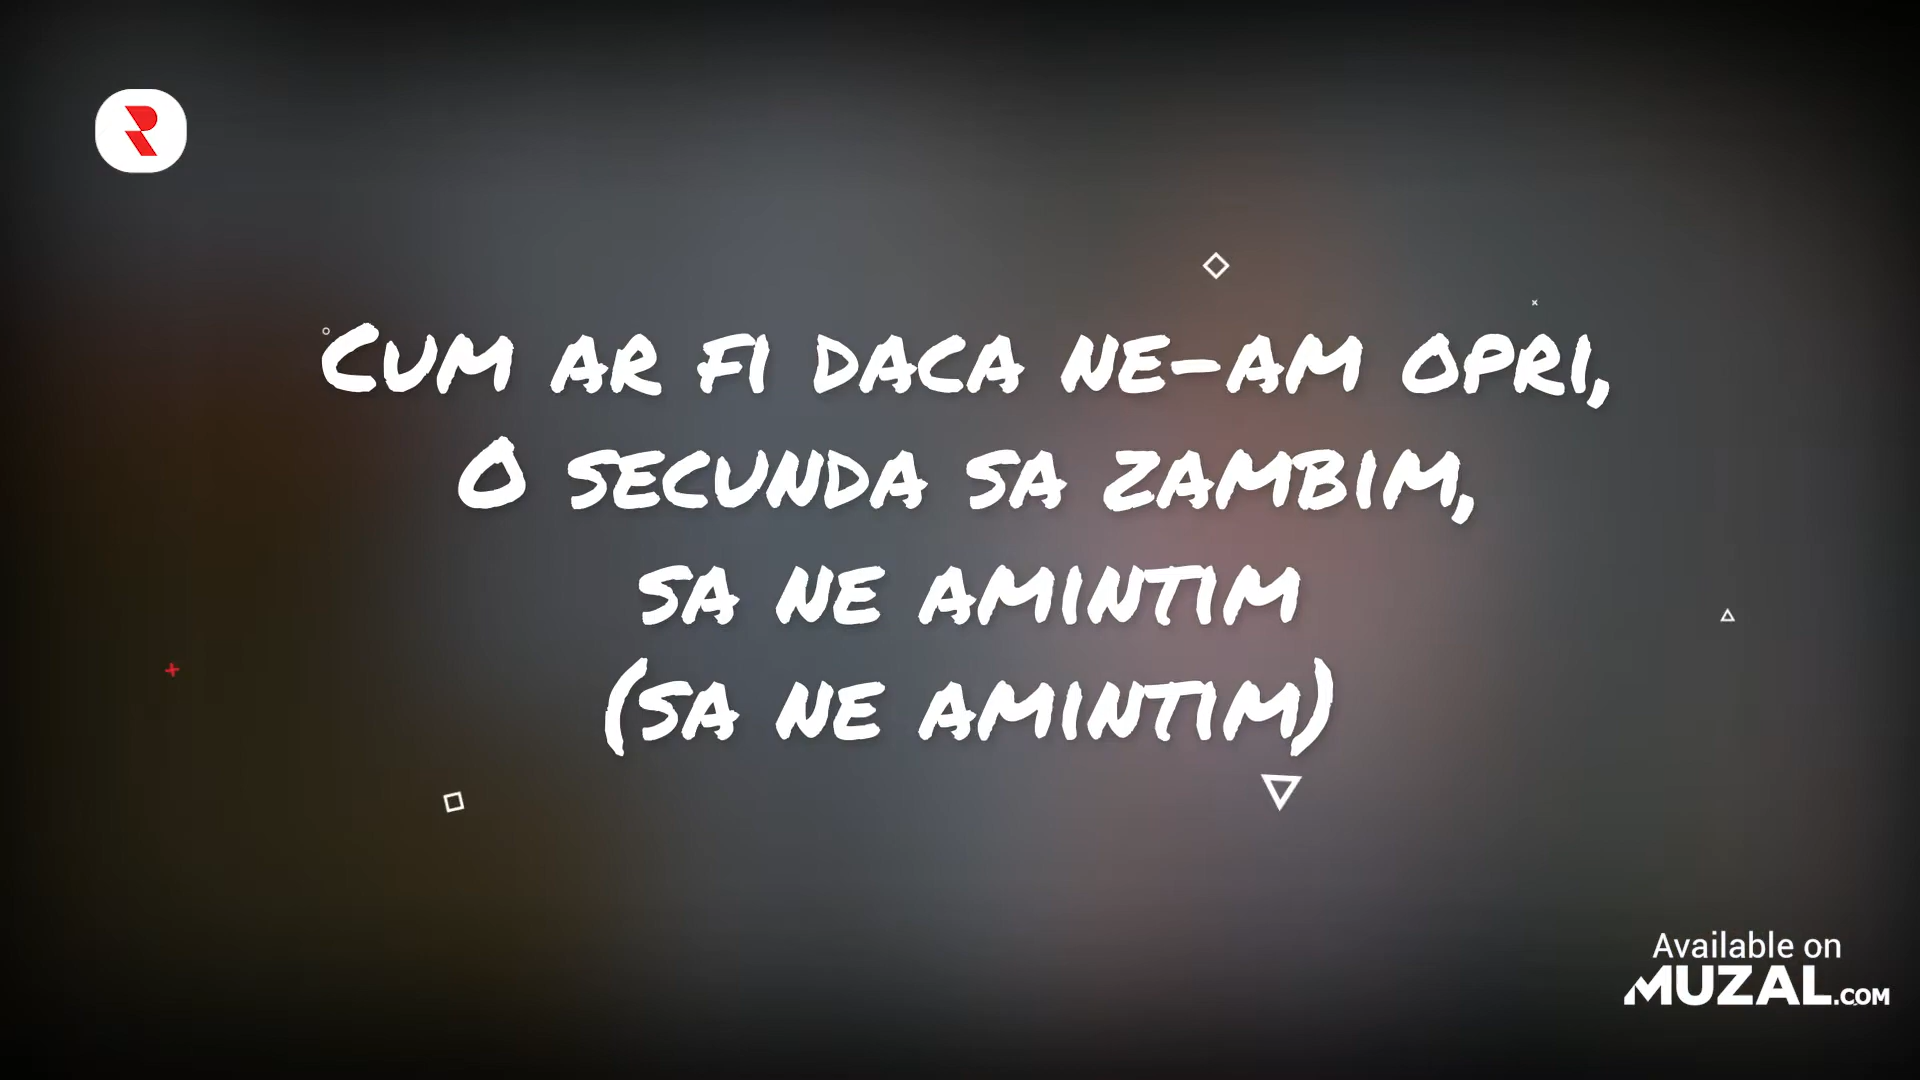 Cum ar fi daca ne-am opri,
O secunda sa zambim,
sa ne amintim
(sa ne amintim)
Available on
MUZAL.COM